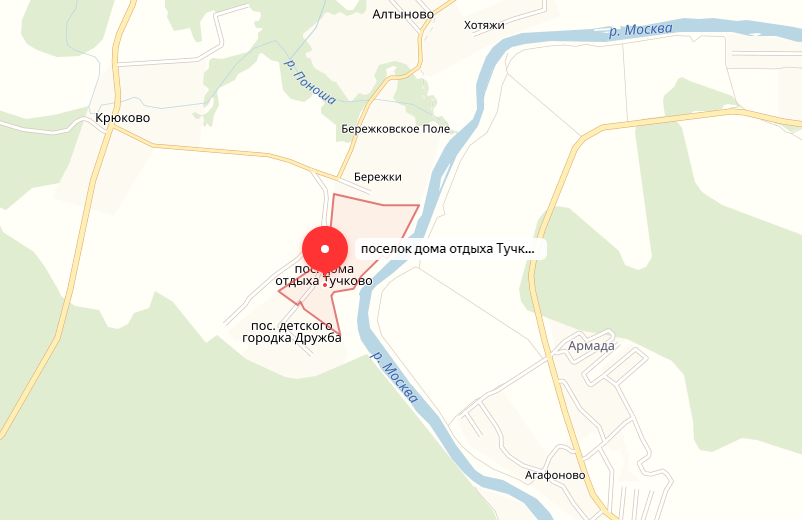 Алтыново
Хотяжи
р. Москва
р. Поноша
Крюково
Бережковское Поле
Бережки
поселок дома отдыха Тучк...
пос. дома
отдыха Тучково
пос. детского
городка Дружба
Армада
р. Москва
Агафоново